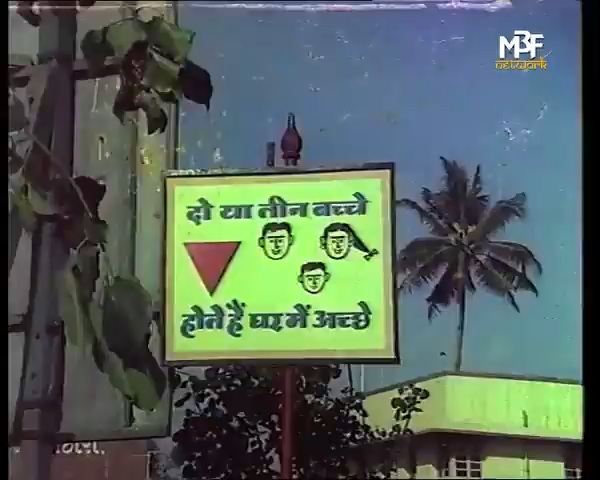 MBF
network
दो या तीन बच्चे
होते हैं घर में अच्छे